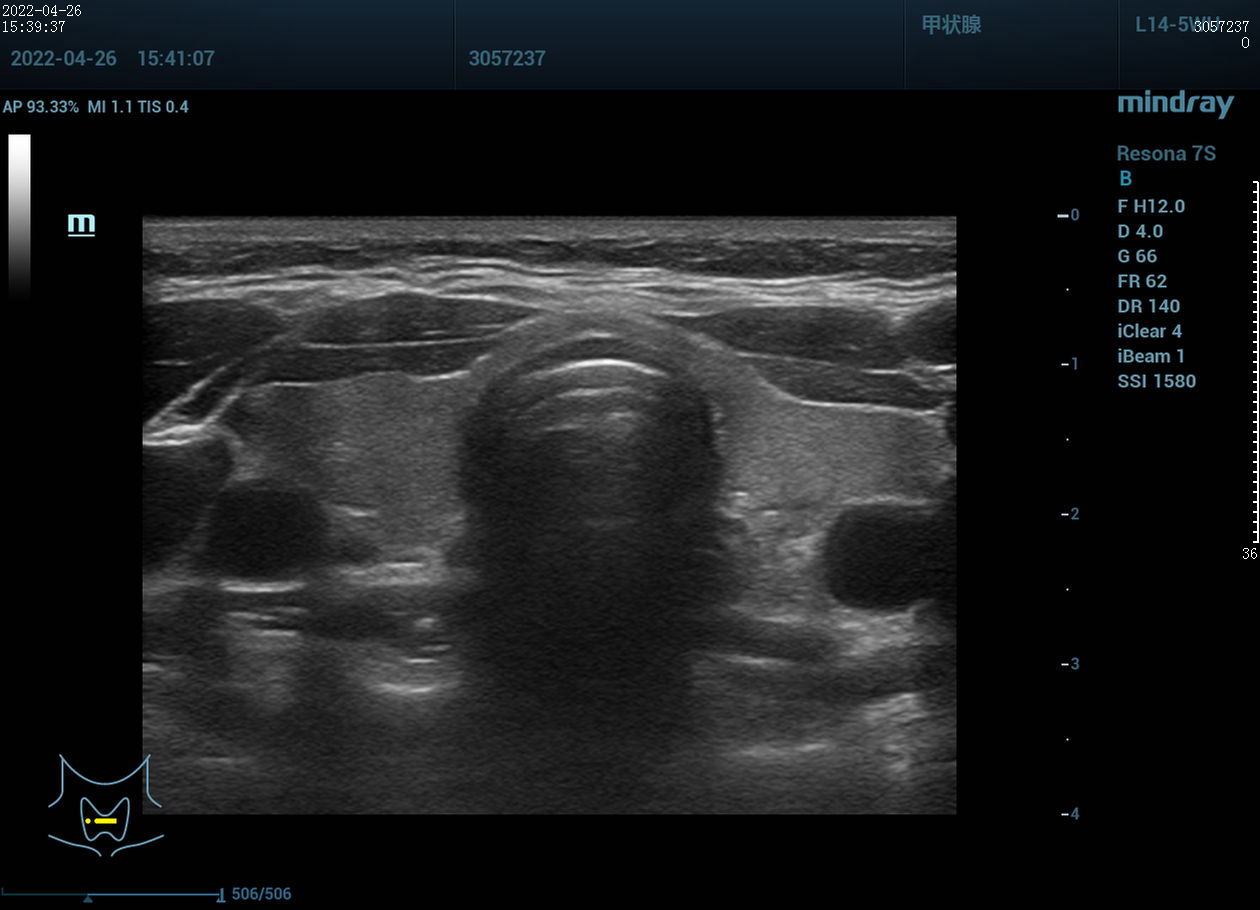 2022-04-26
15:39:37
甲状腺
3057237
0
2022-04-26 15:41:07
3057237
AP 93.33% MI 1.1 TIS 0.4
mindray
Resona 7S
B
m
F H12.0
D 4.0
G 66
FR 62
DR 140
iClear 4
iBeam 1
SSI 1580
0
1
2
3
4
36
506/506